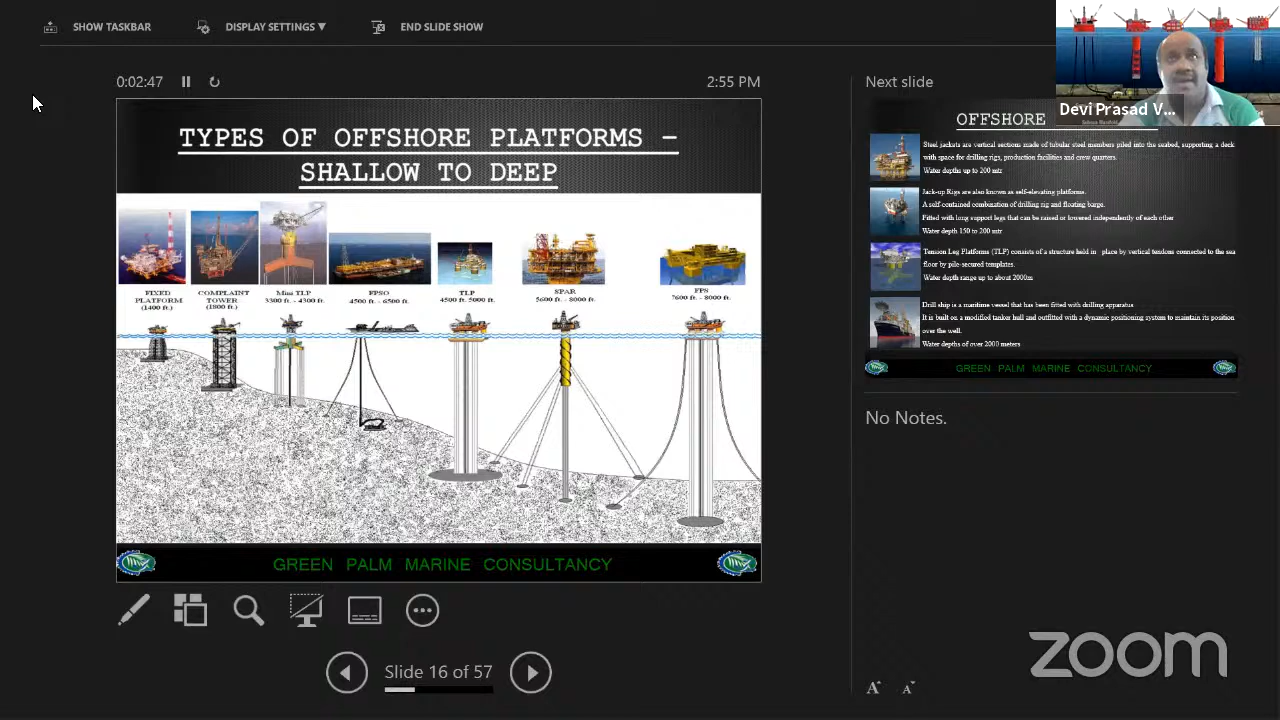 SHOW TASKBAR
DISPLAY SETTINGS ▼
END SLIDE SHOW
0:02:47
2:55 PM
Next slide
Devi Prasad V...
TYPES OF OFFSHORE PLATFORMS –
SHALLOW TO DEEP
FIXED
PLATFORM
(1400 ft.)
COMPLAINT
TOWER
(1800 ft.)
Mini TLP
3300 ft. - 4300 ft.
FPSO
4500 ft. - 6500 ft.
TLP
4500 ft. 5000 ft.
SPAR
5600 ft. - 8000 ft.
FPS
7600 ft. - 8000 ft.
GREEN PALM MARINE CONSULTANCY
OFFSHORE
Steel jackets are vertical sections made of tubular steel members piled into the seabed, supporting a deck
with space for drilling rigs, production facilities and crew quarters.
Water depths up to 200 mtr
Jack-up Rigs are also known as self-elevating platforms.
A self-contained combination of drilling rig and floating barge.
Fitted with long support legs that can be raised or lowered independently of each other
Water depth 150 to 200 mtr
Tension Leg Platforms (TLP) consists of a structure held in place by vertical tendons connected to the sea
floor by pile-secured templates.
Water depth range up to about 2000m
Drill ship is a maritime vessel that has been fitted with drilling apparatus
It is built on a modified tanker hull and outfitted with a dynamic positioning system to maintain its position
over the well.
Water depths of over 2000 meters
GREEN PALM MARINE CONSULTANCY
No Notes.
Slide 16 of 57
A A
zoom